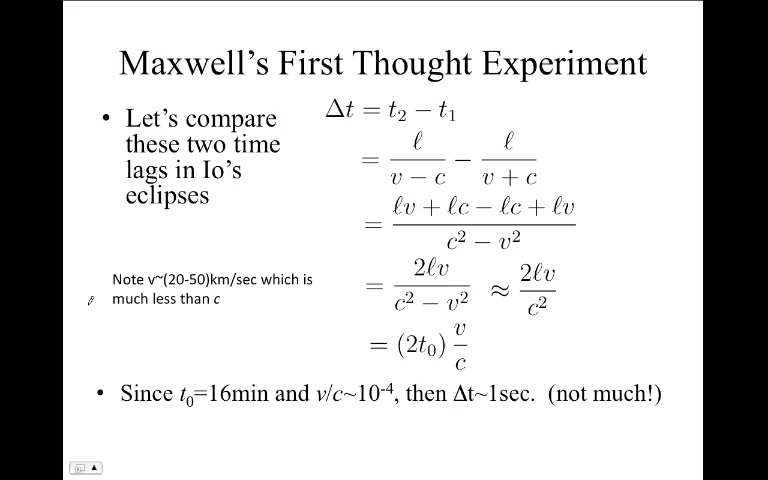 Maxwell's First Thought Experiment
• Let's compare
these two time
lags in Io's
eclipses
Δt = t₂ − t₁
= ℓ/(v − c) − ℓ/(v + c)
= (ℓv + ℓc − ℓc + ℓv)/(c² − v²)
= 2ℓv/(c² − v²) ≈ 2ℓv/c²
= (2t₀) v/c
Note v~(20-50)km/sec which is
much less than c
• Since t₀=16min and v/c~10⁻⁴, then Δt~1sec. (not much!)